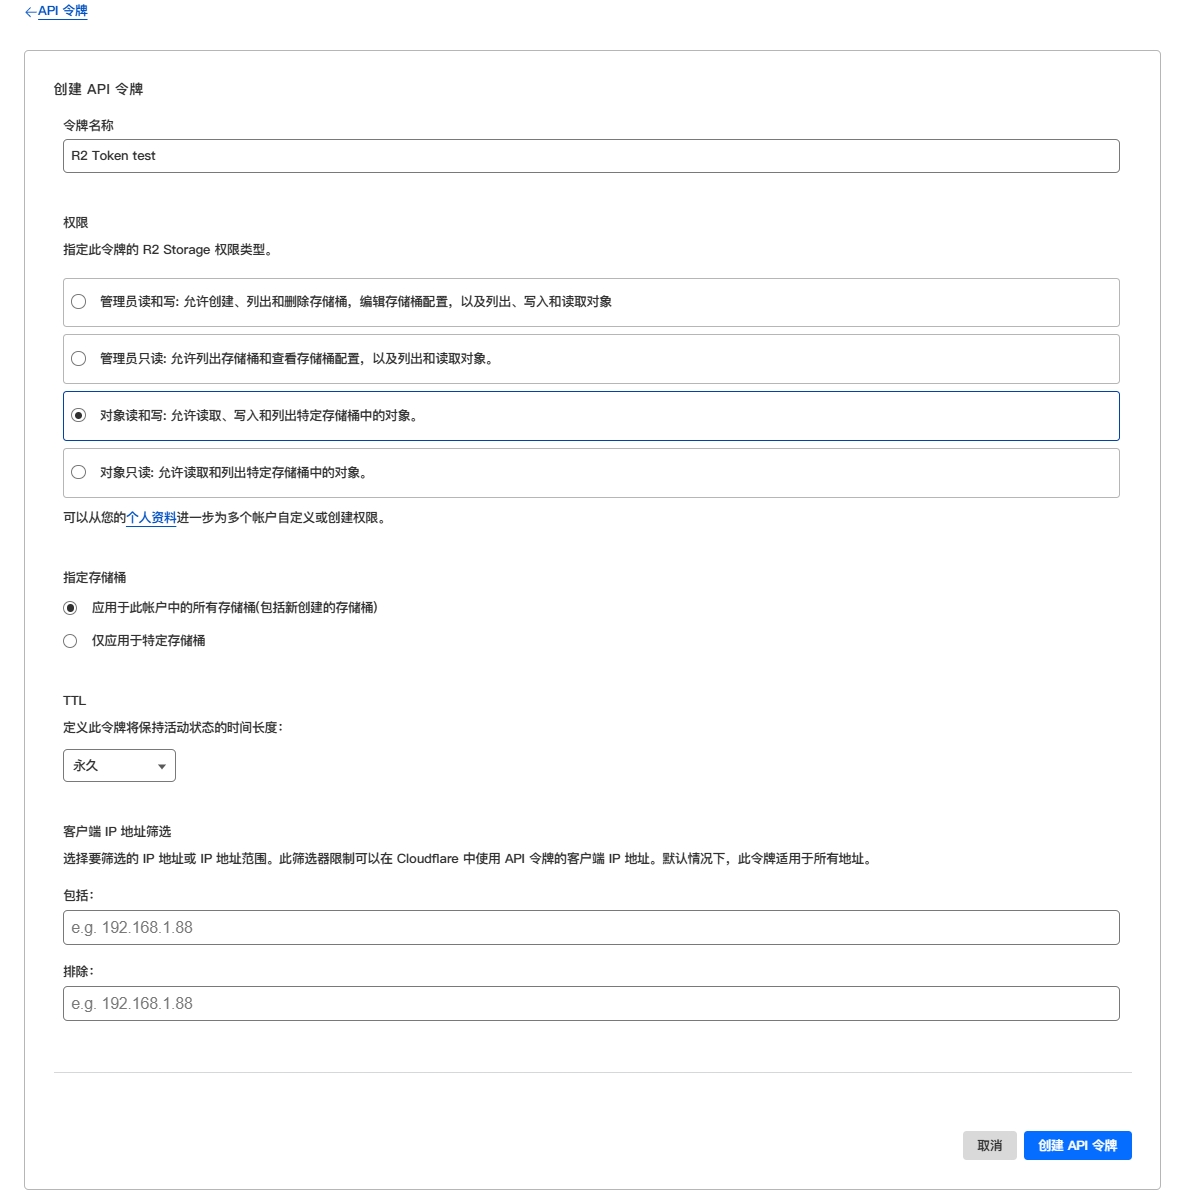 ←API 令牌
创建 API 令牌
令牌名称
R2 Token test
权限
指定此令牌的 R2 Storage 权限类型。
管理员读和写: 允许创建、列出和删除存储桶，编辑存储桶配置，以及列出、写入和读取对象
管理员只读: 允许列出存储桶和查看存储桶配置，以及列出和读取对象。
对象读和写: 允许读取、写入和列出特定存储桶中的对象。
对象只读: 允许读取和列出特定存储桶中的对象。
可以从您的个人资料进一步为多个帐户自定义或创建权限。
指定存储桶
应用于此帐户中的所有存储桶(包括新创建的存储桶)
仅应用于特定存储桶
TTL
定义此令牌将保持活动状态的时间长度：
永久
客户端 IP 地址筛选
选择要筛选的 IP 地址或 IP 地址范围。此筛选器限制可以在 Cloudflare 中使用 API 令牌的客户端 IP 地址。默认情况下，此令牌适用于所有地址。
包括：
e.g. 192.168.1.88
排除：
e.g. 192.168.1.88
取消
创建 API 令牌